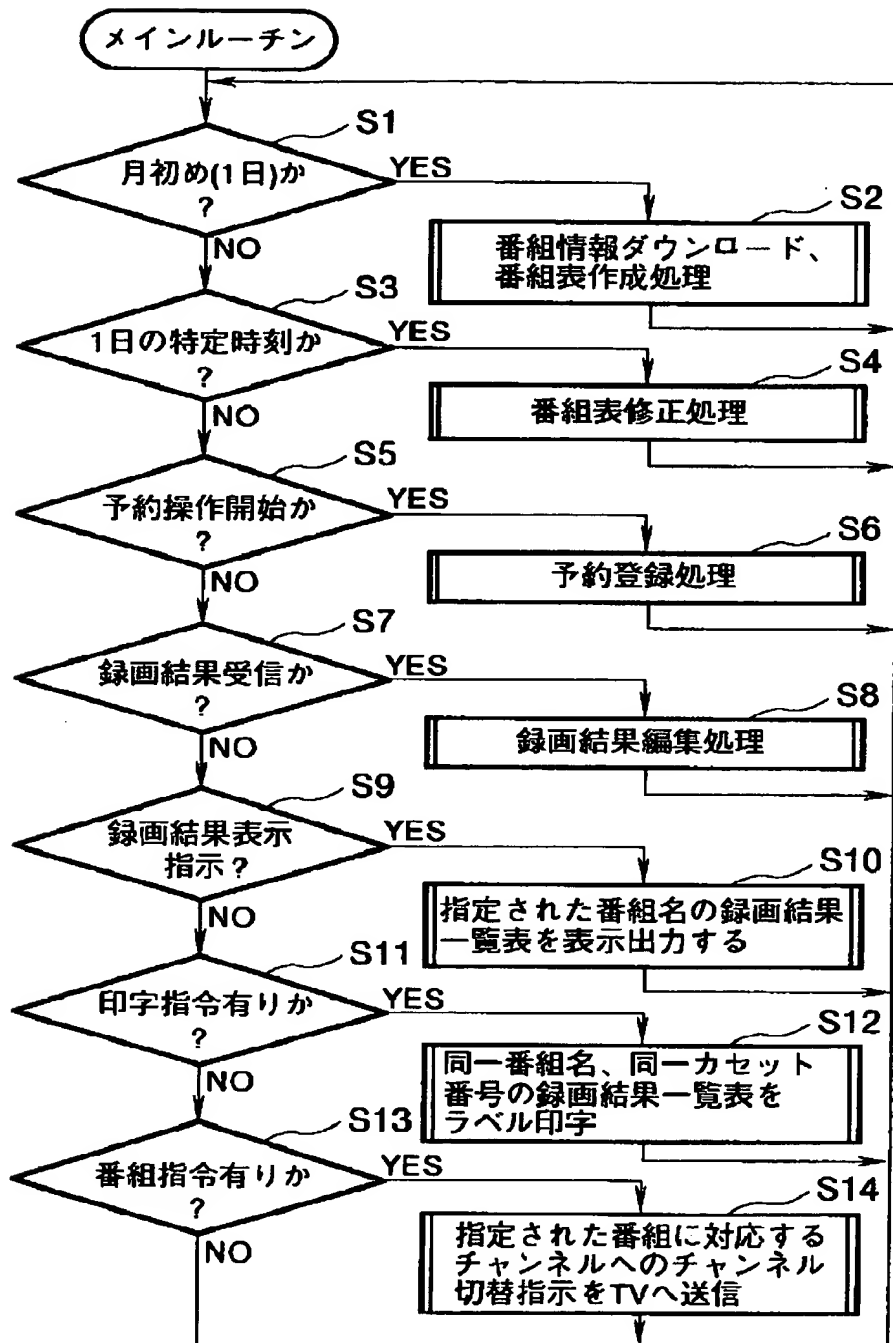 メインルーチン
S1
月初め(1日)か
?
YES
NO
S2
番組情報ダウンロード、
番組表作成処理
S3
1日の特定時刻か
?
YES
NO
S4
番組表修正処理
S5
予約操作開始か
?
YES
NO
S6
予約登録処理
S7
録画結果受信か
?
YES
NO
S8
録画結果編集処理
S9
録画結果表示
指示?
YES
NO
S10
指定された番組名の録画結果
一覧表を表示出力する
S11
印字指令有りか
?
YES
NO
S12
同一番組名、同一カセット
番号の録画結果一覧表を
ラベル印字
S13
番組指令有りか
?
YES
NO
S14
指定された番組に対応する
チャンネルへのチャンネル
切替指示をTVへ送信